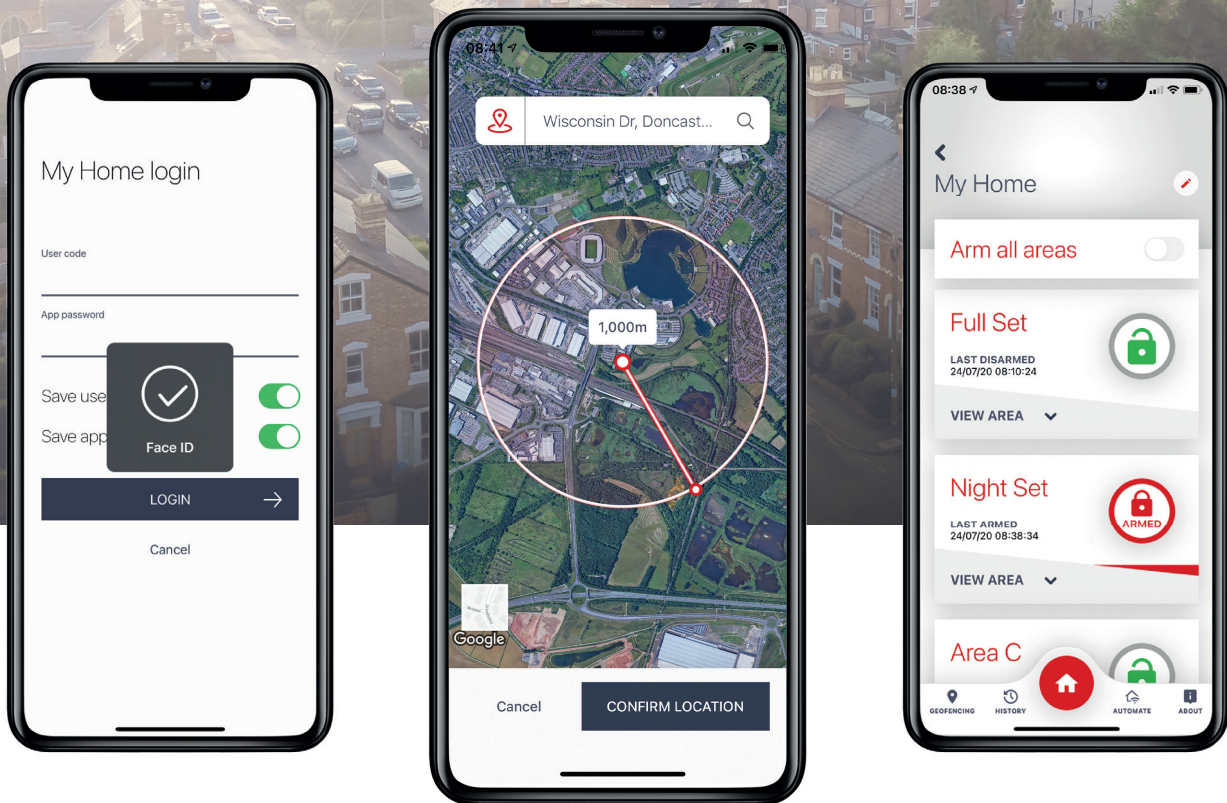 My Home login
User code
App password
Save use
Save app
Face ID
LOGIN
Cancel
08:41
Wisconsin Dr, Doncast...
1,000m
Google
Cancel
CONFIRM LOCATION
08:38
My Home
Arm all areas
Full Set
LAST DISARMED
24/07/20 08:10:24
VIEW AREA
Night Set
ARMED
LAST ARMED
24/07/20 08:38:34
VIEW AREA
Area C
GEOFENCING
HISTORY
AUTOMATE
ABOUT